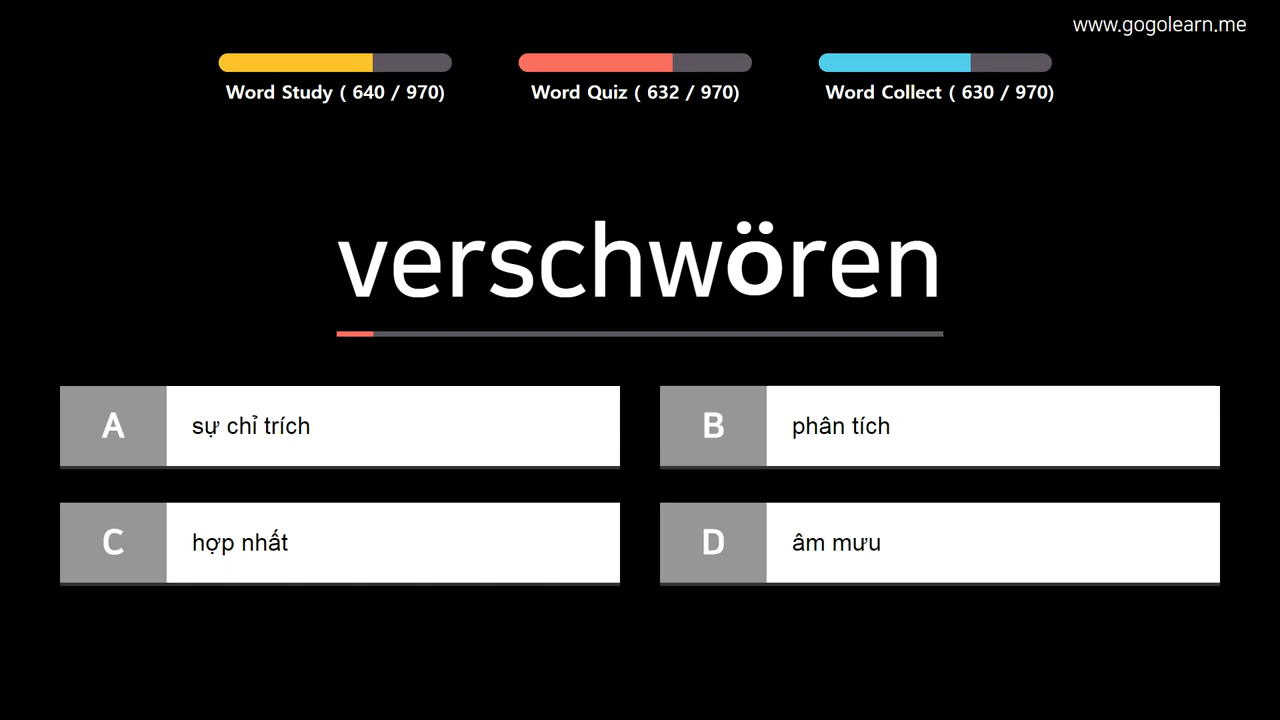 www.gogolearn.me
Word Study ( 640 / 970)
Word Quiz ( 632 / 970)
Word Collect ( 630 / 970)
verschwören
A sự chỉ trích
B phân tích
C hợp nhất
D âm mưu